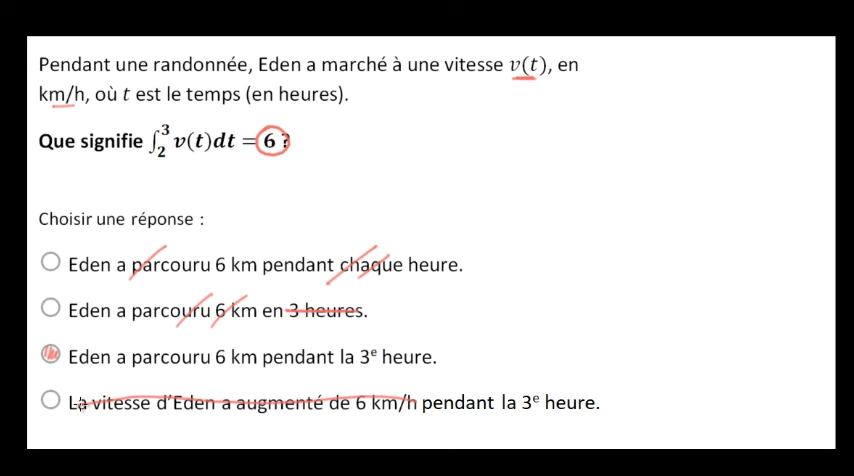 Pendant une randonnée, Eden a marché à une vitesse v(t), en
km/h, où t est le temps (en heures).
Que signifie ∫₂³ v(t)dt = 6 ?
Choisir une réponse :
Eden a parcouru 6 km pendant chaque heure.
Eden a parcouru 6 km en 3 heures.
Eden a parcouru 6 km pendant la 3ᵉ heure.
La vitesse d'Eden a augmenté de 6 km/h pendant la 3ᵉ heure.